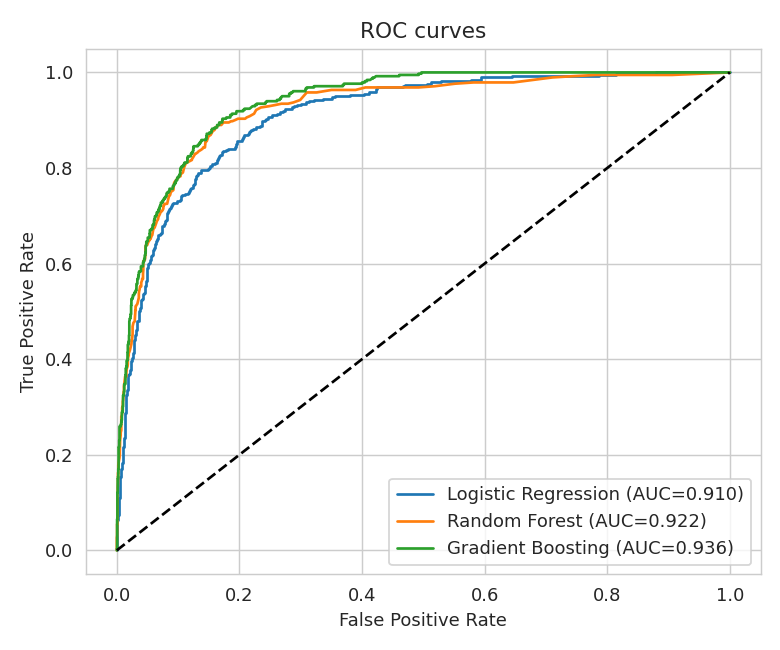 ROC curves
1.0
0.8
0.6
0.4
0.2
0.0
True Positive Rate
0.0 0.2 0.4 0.6 0.8 1.0
False Positive Rate
Logistic Regression (AUC=0.910)
Random Forest (AUC=0.922)
Gradient Boosting (AUC=0.936)